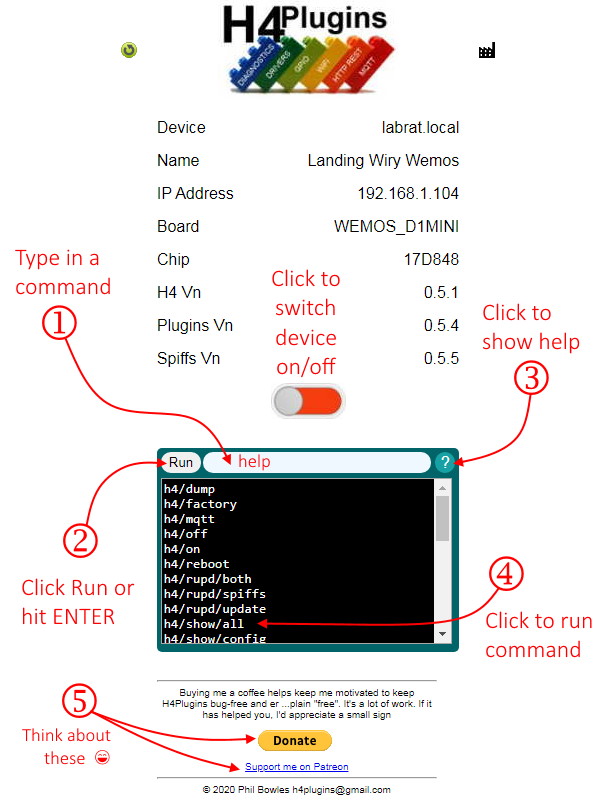 H4Plugins
DIAGNOSTICS
DRIVERS
GPIO
WiFi
HTTP REST
MQTT
Device labrat.local
Name Landing Wiry Wemos
IP Address 192.168.1.104
Board WEMOS_D1MINI
Chip 17D848
H4 Vn 0.5.1
Plugins Vn 0.5.4
Spiffs Vn 0.5.5
Type in a
command
1
Click to
switch
device
on/off
Click to
show help
3
Run help ?
h4/dump
h4/factory
h4/mqtt
h4/off
h4/on
h4/reboot
h4/rupd/both
h4/rupd/spiffs
h4/rupd/update
h4/show/all
h4/show/config
2
Click Run or
hit ENTER
4
Click to run
command
5
Think about
these
Buying me a coffee helps keep me motivated to keep
H4Plugins bug-free and er ...plain "free". It's a lot of work. If it
has helped you, I'd appreciate a small sign
Donate
Support me on Patreon
© 2020 Phil Bowles h4plugins@gmail.com